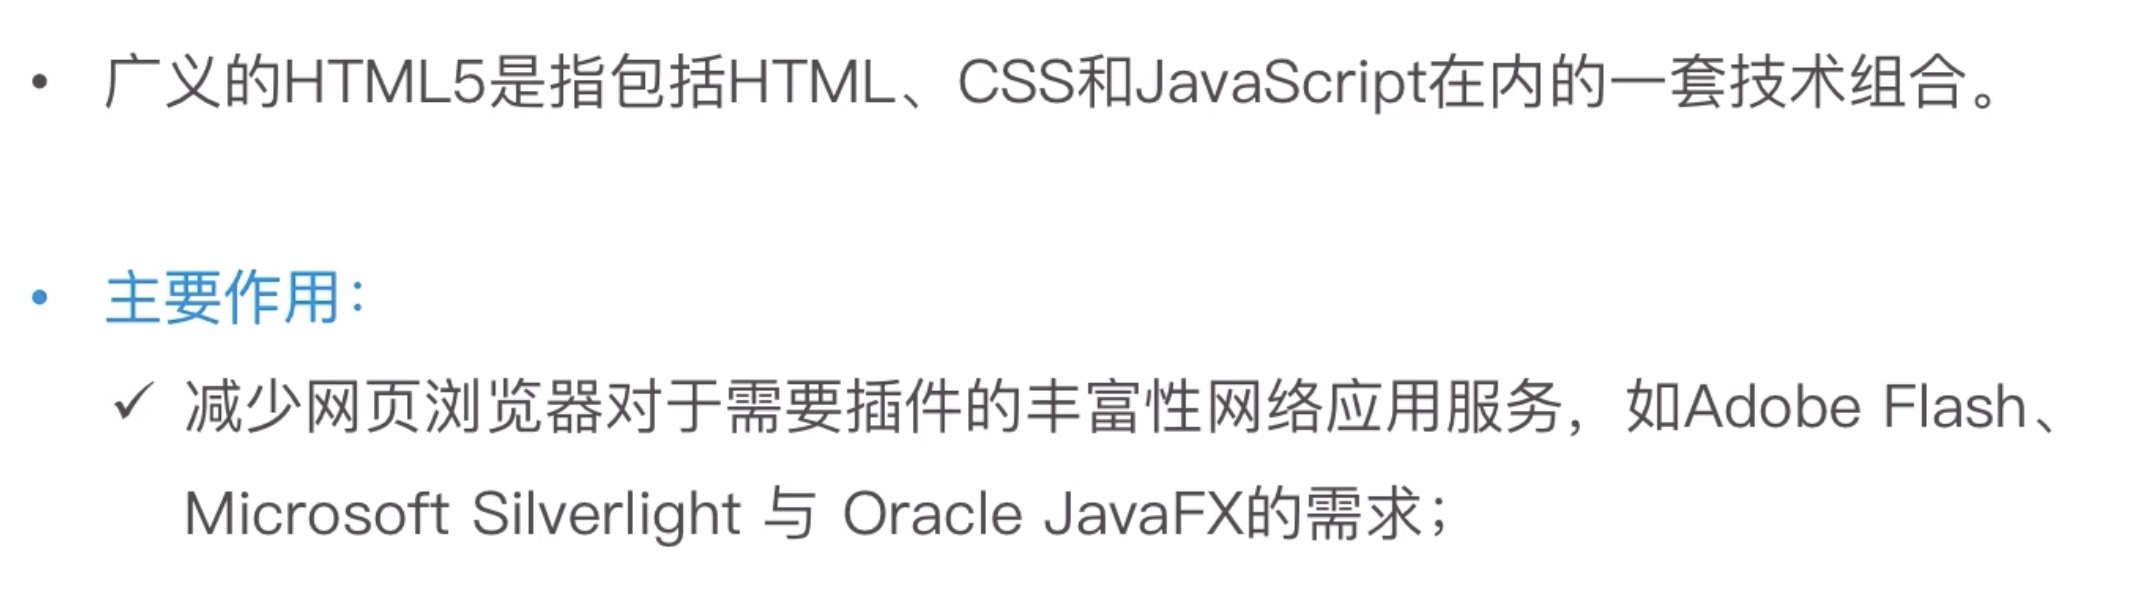 • 广义的HTML5是指包括HTML、CSS和JavaScript在内的一套技术组合。
• 主要作用：
✓ 减少网页浏览器对于需要插件的丰富性网络应用服务，如Adobe Flash、
Microsoft Silverlight 与 Oracle JavaFX的需求；